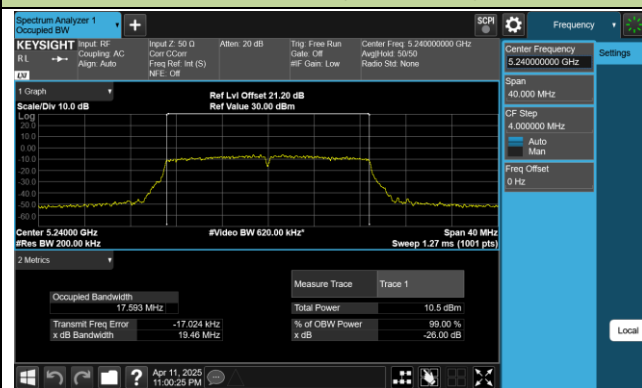 Spectrum Analyzer 1
Occupied BW
+
SCPI
Frequency
KEYSIGHT
RL
Input: RF
Coupling: AC
Align: Auto
Input Z: 50 Ω
Corr CCorr
Freq Ref: Int (S)
NFE: Off
Atten: 20 dB
Trig: Free Run
Gate: Off
#IF Gain: Low
Center Freq: 5.240000000 GHz
Avg|Hold: 50/50
Radio Std: None
LXI
1 Graph
Scale/Div 10.0 dB
Ref Lvl Offset 21.20 dB
Ref Value 30.00 dBm
Log
20.0
10.0
0.00
-10.0
-20.0
-30.0
-40.0
-50.0
-60.0
Center 5.24000 GHz
#Res BW 200.00 kHz
#Video BW 620.00 kHz*
Span 40 MHz
Sweep 1.27 ms (1001 pts)
2 Metrics
Occupied Bandwidth
17.593 MHz
Transmit Freq Error -17.024 kHz
x dB Bandwidth 19.46 MHz
Measure Trace Trace 1
Total Power 10.5 dBm
% of OBW Power 99.00 %
x dB -26.00 dB
Center Frequency
5.240000000 GHz
Span
40.000 MHz
CF Step
4.000000 MHz
Auto
Man
Freq Offset
0 Hz
Settings
Local
?
Apr 11, 2025
11:00:25 PM